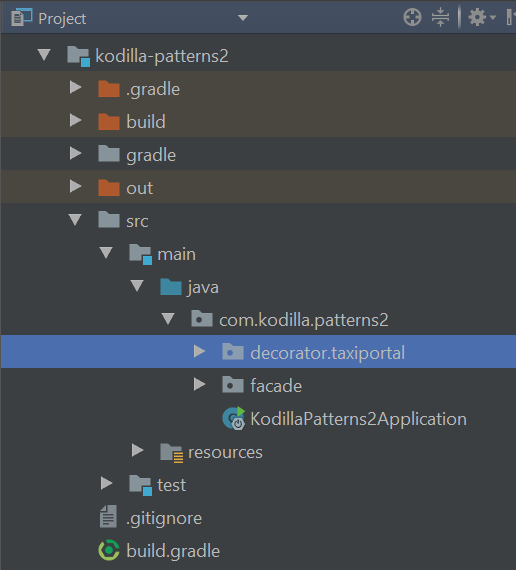 Project
kodilla-patterns2
.gradle
build
gradle
out
src
main
java
com.kodilla.patterns2
decorator.taxiportal
facade
KodillaPatterns2Application
resources
test
.gitignore
build.gradle